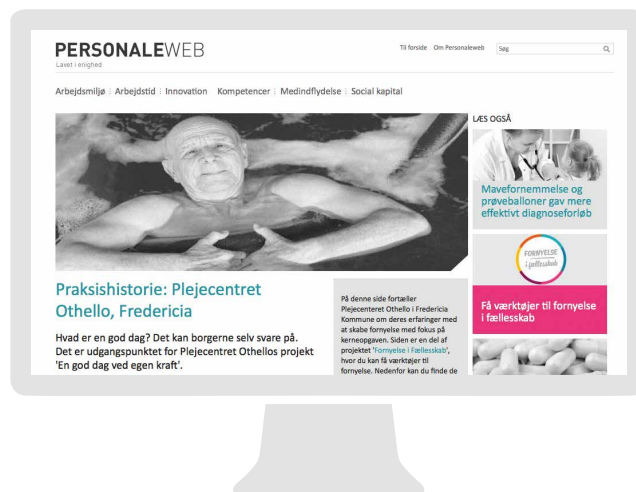 PERSONALEWEB
Lavet i enighed
Til forside Om Personaleweb Søg
Arbejdsmiljø Arbejdstid Innovation Kompetencer Medindflydelse Social kapital
Praksishistorie: Plejecentret
Othello, Fredericia
Hvad er en god dag? Det kan borgerne selv svare på.
Det er udgangspunktet for Plejecentret Othellos projekt
'En god dag ved egen kraft'.
På denne side fortæller
Plejecenteret Othello i Fredericia
Kommune om deres erfaringer med
at skabe fornyelse med fokus på
kerneopgaven. Siden er en del af
projektet 'Fornyelse i Fællesskab',
hvor du kan få værktøjer til
fornyelse. Nedenfor kan du finde de
LÆS OGSÅ
Mavefornemmelse og
prøveballoner gav mere
effektivt diagnoseforløb
FORNYELSE
i fællesskab
Få værktøjer til fornyelse
i fællesskab